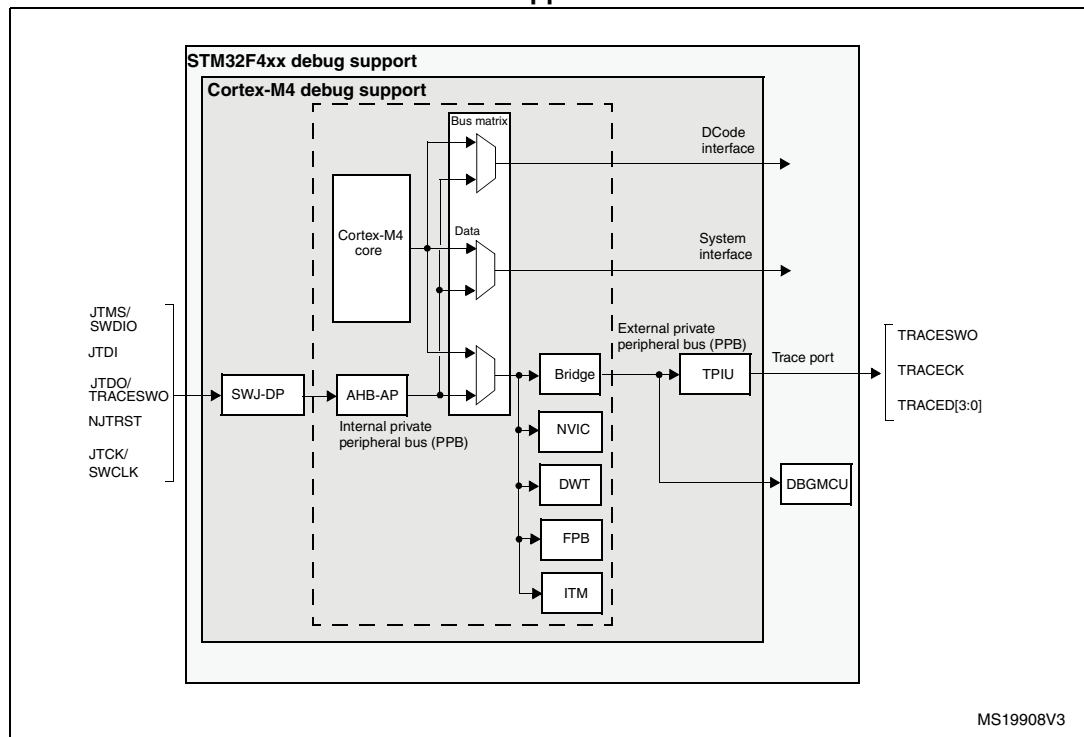 STM32F4xx debug support
Cortex-M4 debug support
Bus matrix
DCode
interface
Cortex-M4
core
Data
System
interface
JTMS/
SWDIO
JTDI
JTDO/
TRACESWO
NJTRST
JTCK/
SWCLK
SWJ-DP
AHB-AP
Internal private
peripheral bus (PPB)
External private
peripheral bus (PPB)
Bridge
TPIU
Trace port
TRACESWO
TRACECK
TRACED[3:0]
NVIC
DWT
FPB
ITM
DBGMCU
MS19908V3